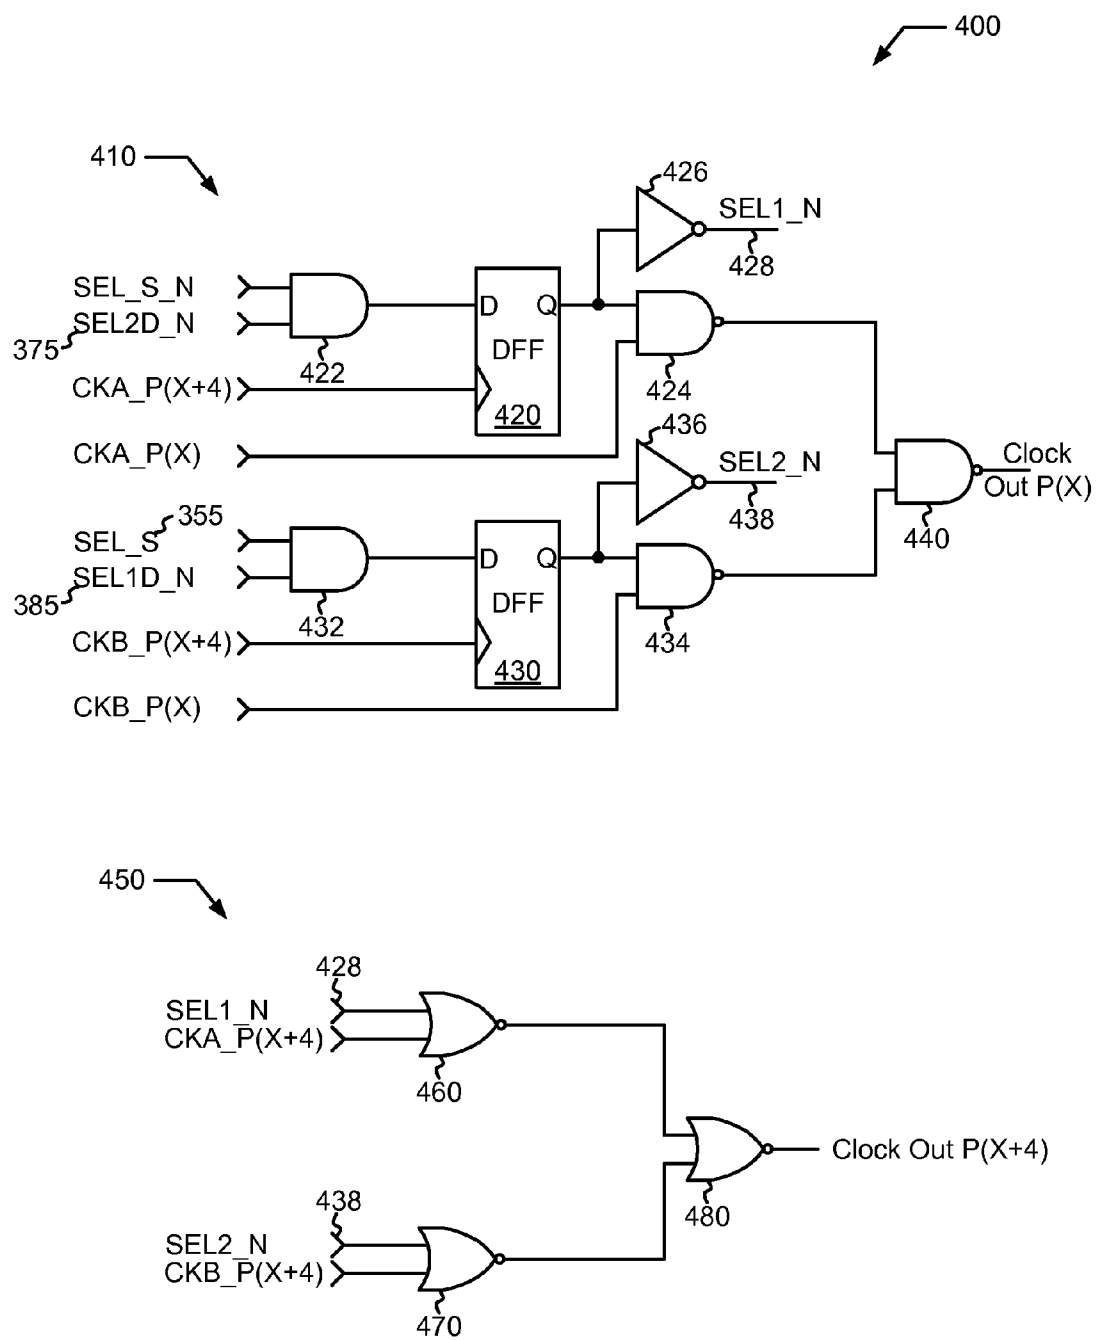 400
410
426
SEL1_N
428
SEL_S_N
SEL2D_N
375
422
D Q
DFF
420
424
CKA_P(X+4)
CKA_P(X)
436
SEL2_N
438
Clock
Out P(X)
440
SEL_S 355
SEL1D_N
385
432
D Q
DFF
430
434
CKB_P(X+4)
CKB_P(X)
450
428
SEL1_N
CKA_P(X+4)
460
Clock Out P(X+4)
480
438
SEL2_N
CKB_P(X+4)
470